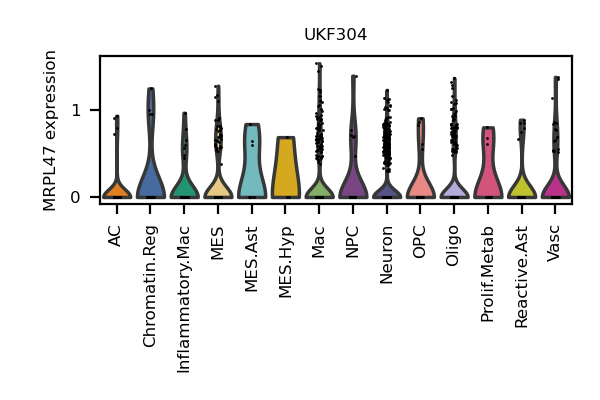 UKF304
MRPL47 expression
1
0
AC
Chromatin.Reg
Inflammatory.Mac
MES
MES.Ast
MES.Hyp
Mac
NPC
Neuron
OPC
Oligo
Prolif.Metab
Reactive.Ast
Vasc